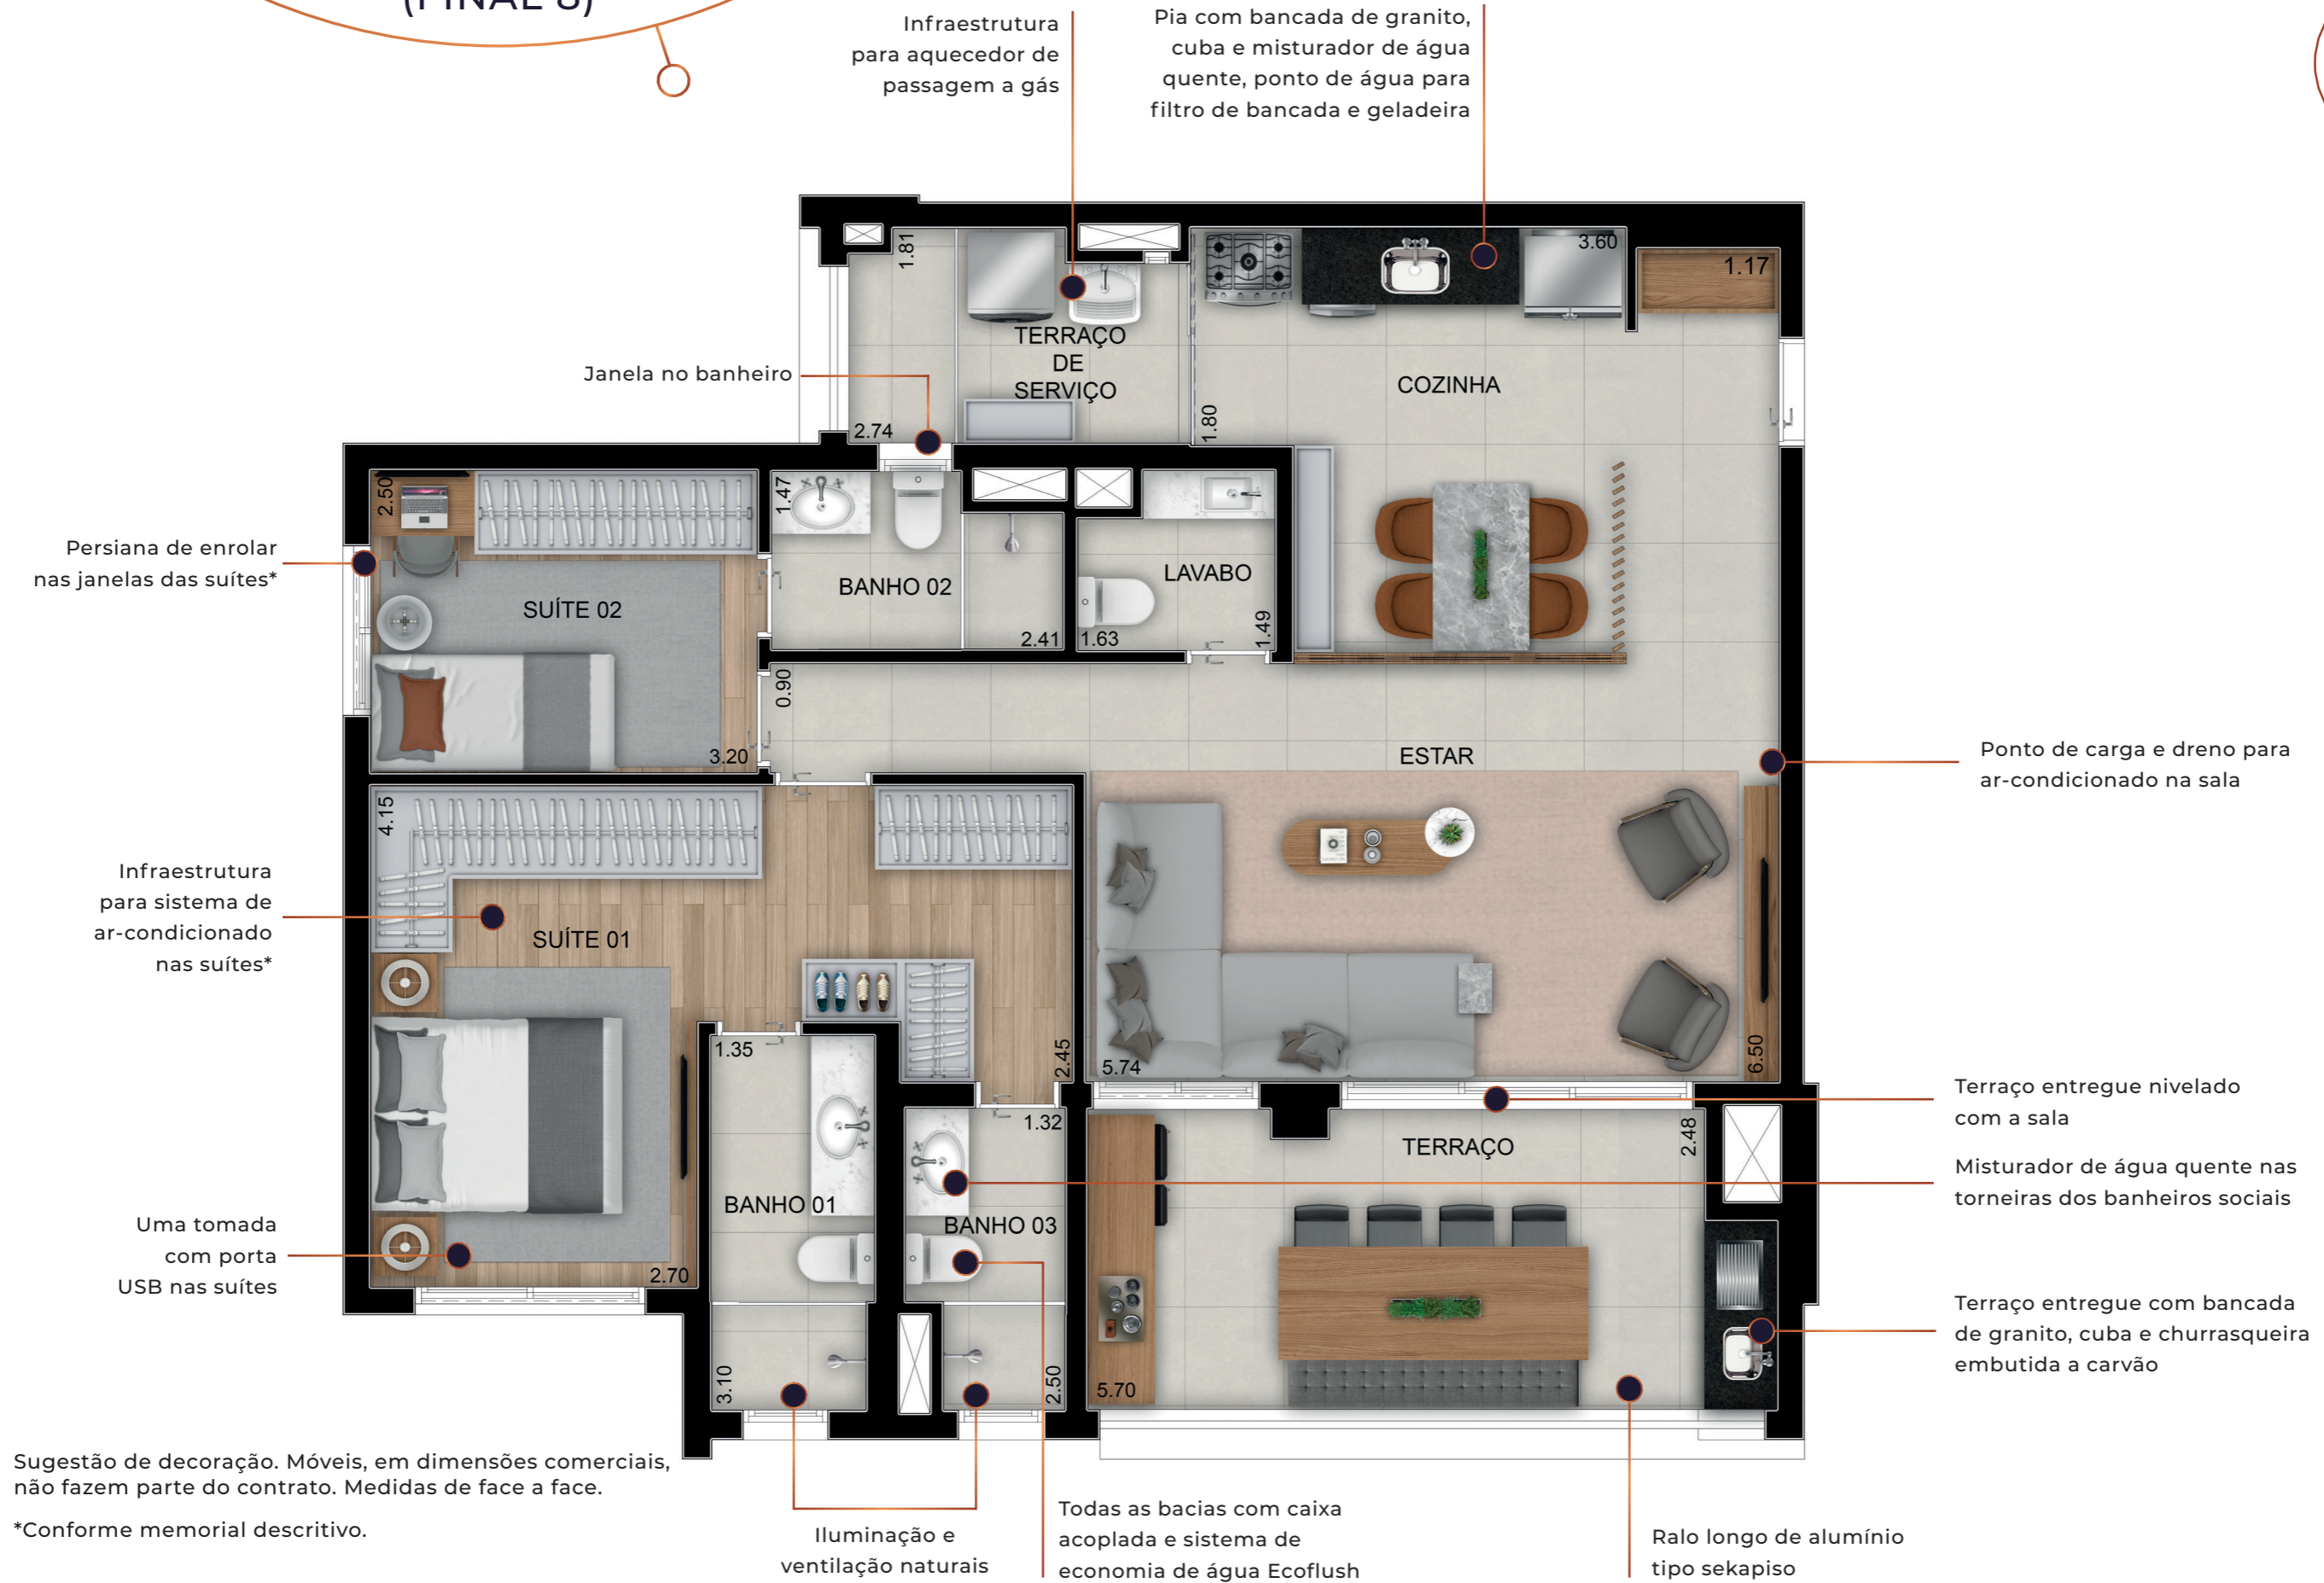 (FINAL 8)
Infraestrutura
para aquecedor de
passagem a gás
Pia com bancada de granito,
cuba e misturador de água
quente, ponto de água para
filtro de bancada e geladeira
Janela no banheiro
Persiana de enrolar
nas janelas das suítes*
Infraestrutura
para sistema de
ar-condicionado
nas suítes*
Uma tomada
com porta
USB nas suítes
1.81
3.60
1.17
TERRAÇO
DE
SERVIÇO
COZINHA
2.74
1.80
2.50
1.47
SUÍTE 02
BANHO 02
LAVABO
2.41
1.63
1.49
0.90
3.20
ESTAR
4.15
SUÍTE 01
1.35
2.45
5.74
6.50
1.32
TERRAÇO
2.48
BANHO 01
BANHO 03
2.70
3.10
2.50
5.70
Ponto de carga e dreno para
ar-condicionado na sala
Terraço entregue nivelado
com a sala
Misturador de água quente nas
torneiras dos banheiros sociais
Terraço entregue com bancada
de granito, cuba e churrasqueira
embutida a carvão
Sugestão de decoração. Móveis, em dimensões comerciais,
não fazem parte do contrato. Medidas de face a face.
*Conforme memorial descritivo.
Iluminação e
ventilação naturais
Todas as bacias com caixa
acoplada e sistema de
economia de água Ecoflush
Ralo longo de alumínio
tipo sekapiso